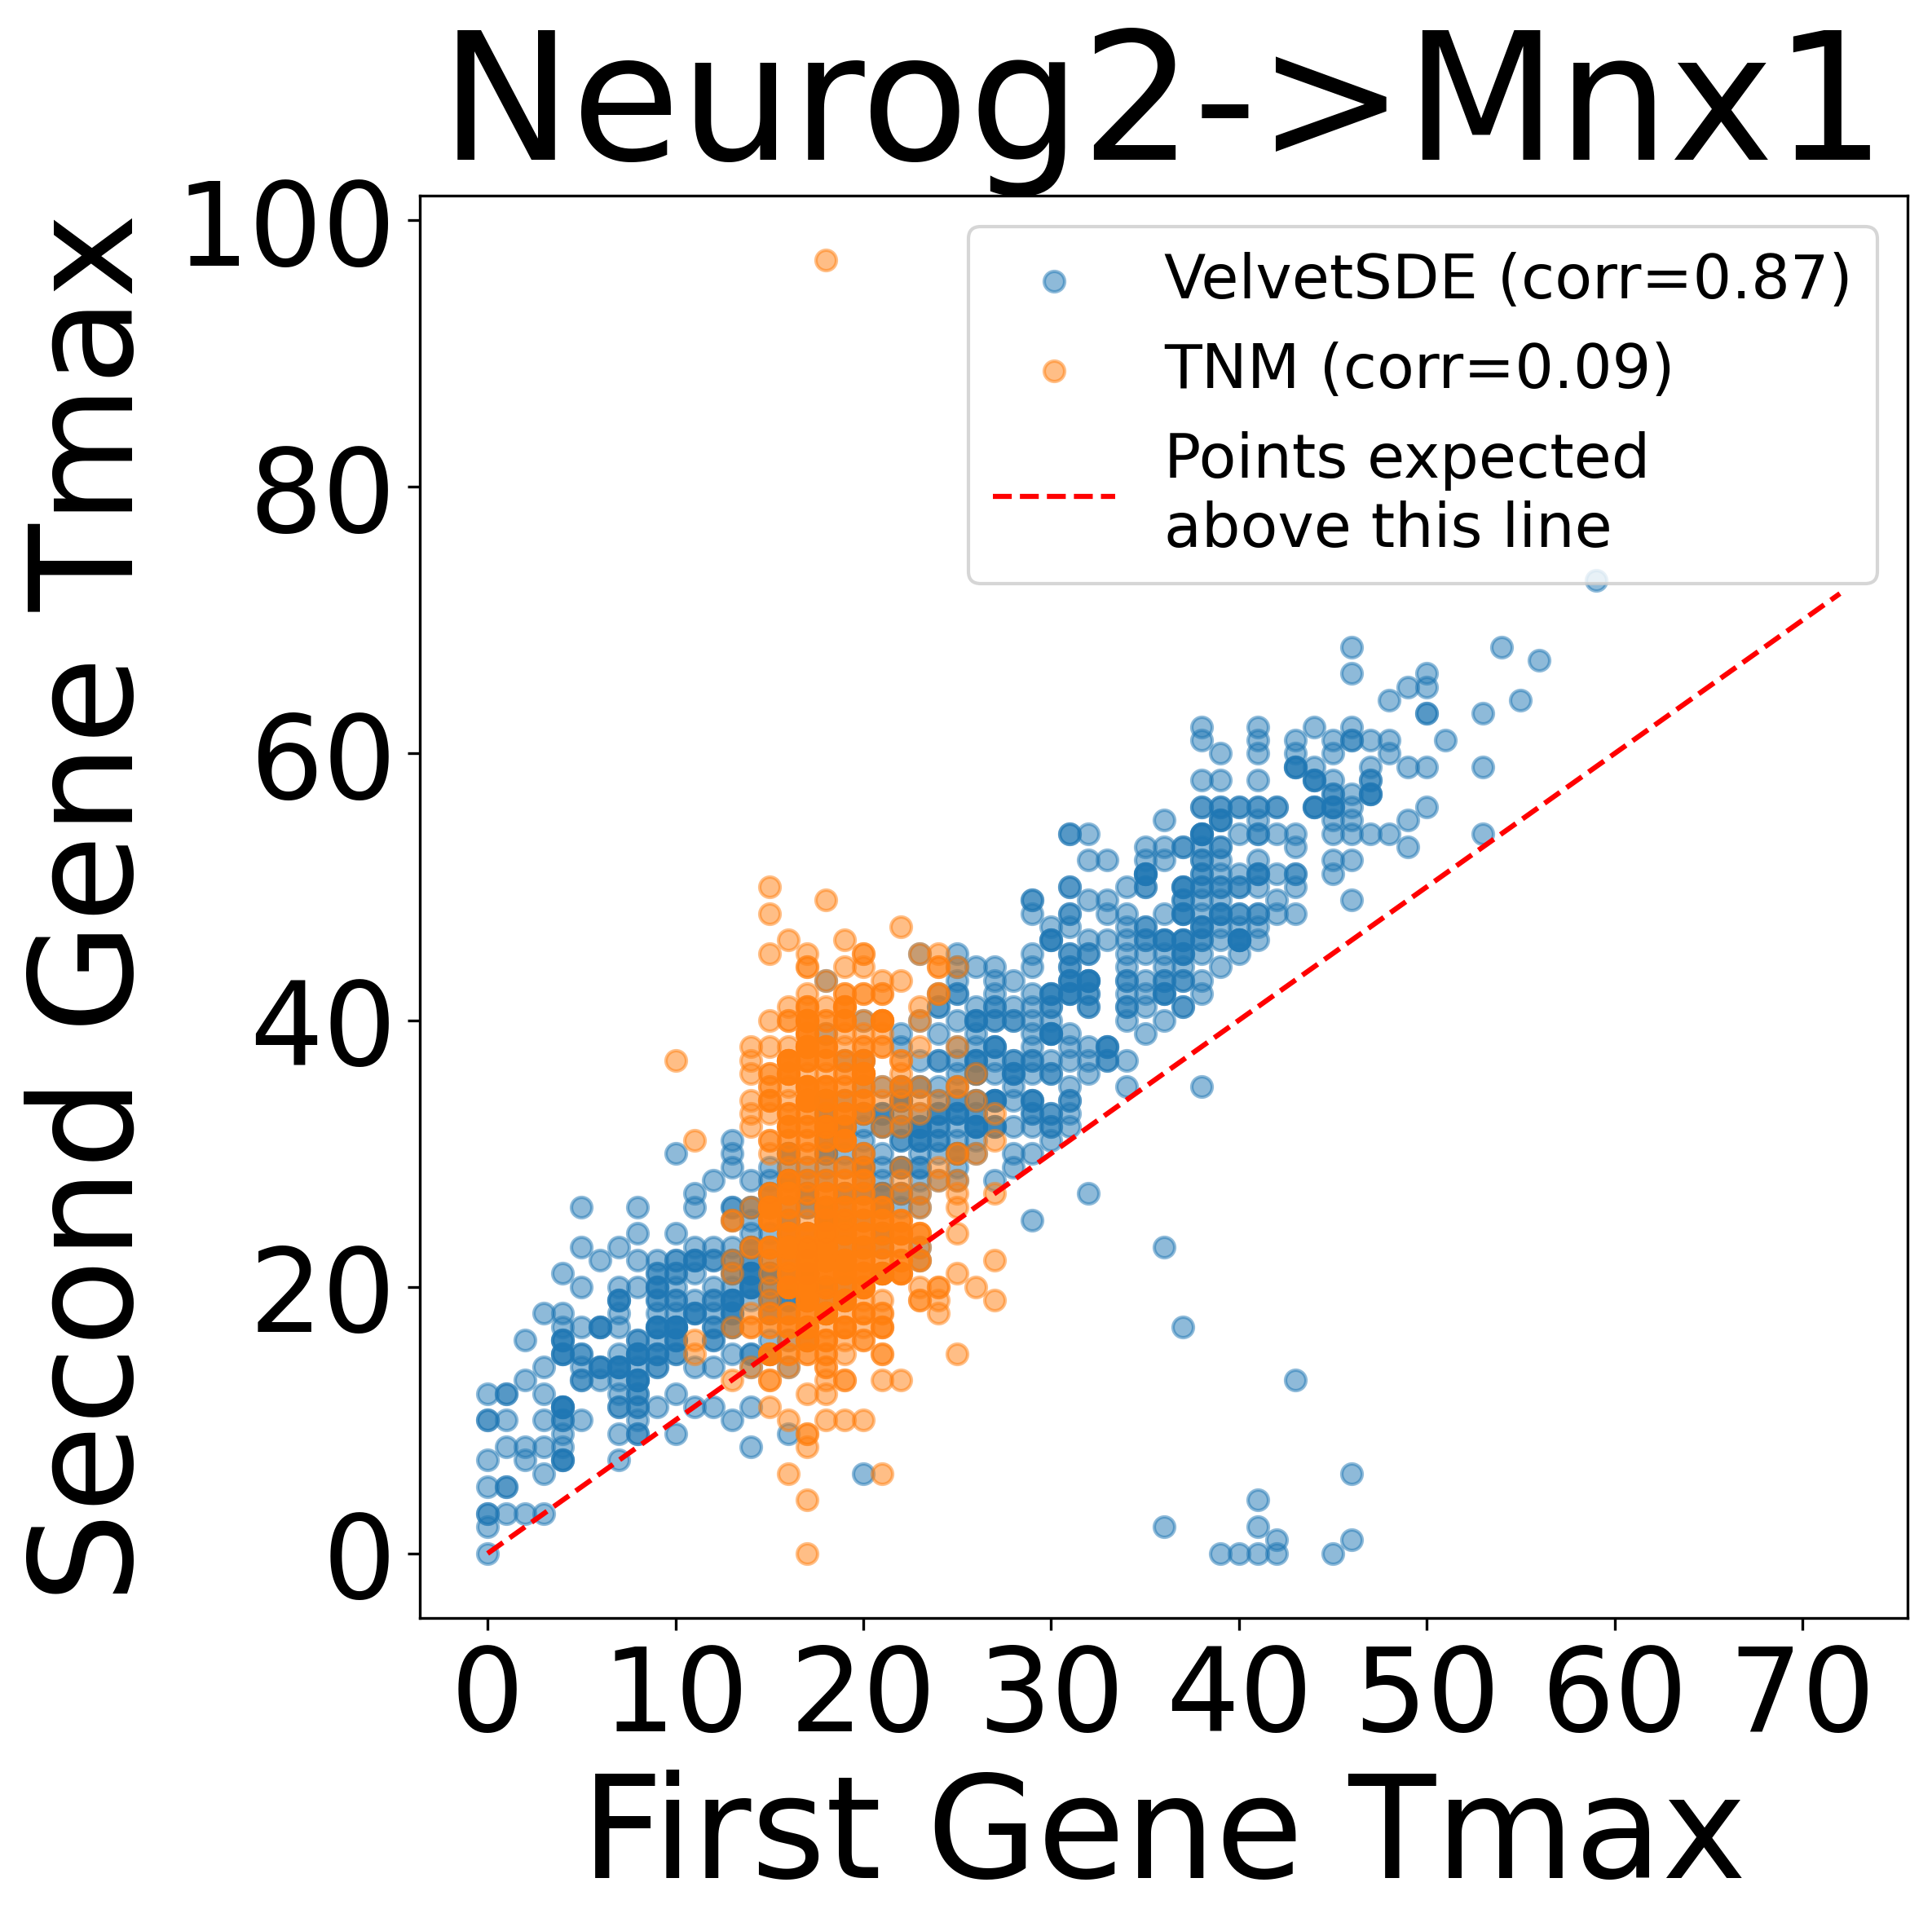 Neurog2->Mnx1
100
80
60
40
20
0
Second Gene Tmax
VelvetSDE (corr=0.87)
TNM (corr=0.09)
Points expected
above this line
0 10 20 30 40 50 60 70
First Gene Tmax